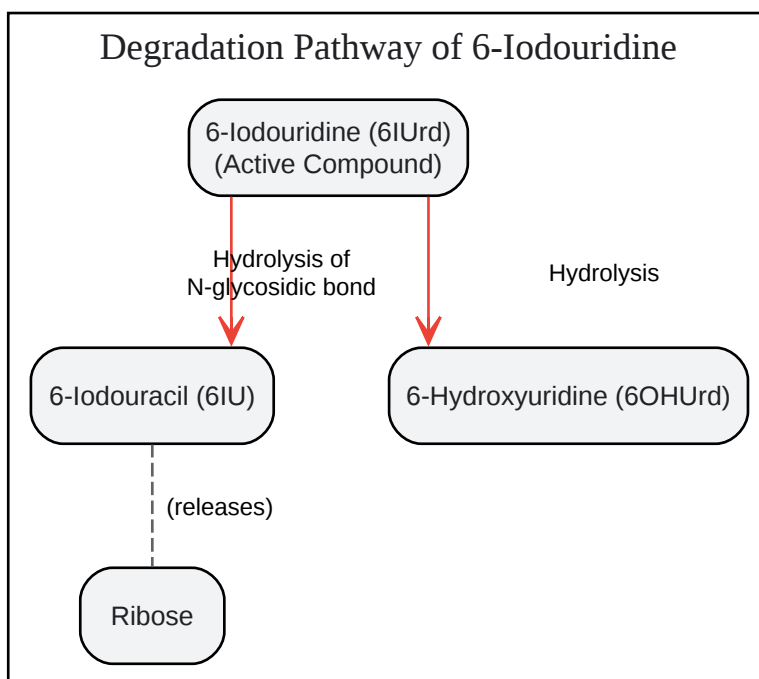 Degradation Pathway of 6-Iodouridine
6-Iodouridine (6IUrd)
(Active Compound)
Hydrolysis of
N-glycosidic bond
Hydrolysis
6-Iodouracil (6IU)
6-Hydroxyuridine (6OHUrd)
(releases)
Ribose